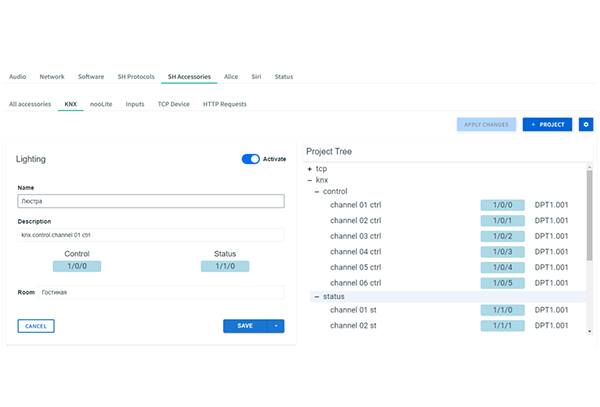 Audio Network Software SH Protocols SH Accessories Alice Siri Status
All accessories KNX nooLite Inputs TCP Device HTTP Requests
APPLY CHANGES + PROJECT
Lighting Activate
Name
Люстра
Description
knx.control.channel 01 ctrl
Control Status
1/0/0 1/1/0
Room Гостиная
CANCEL SAVE
Project Tree
+ tcp
− knx
− control
channel 01 ctrl 1/0/0 DPT1.001
channel 02 ctrl 1/0/1 DPT1.001
channel 03 ctrl 1/0/2 DPT1.001
channel 04 ctrl 1/0/3 DPT1.001
channel 05 ctrl 1/0/4 DPT1.001
channel 06 ctrl 1/0/5 DPT1.001
− status
channel 01 st 1/1/0 DPT1.001
channel 02 st 1/1/1 DPT1.001